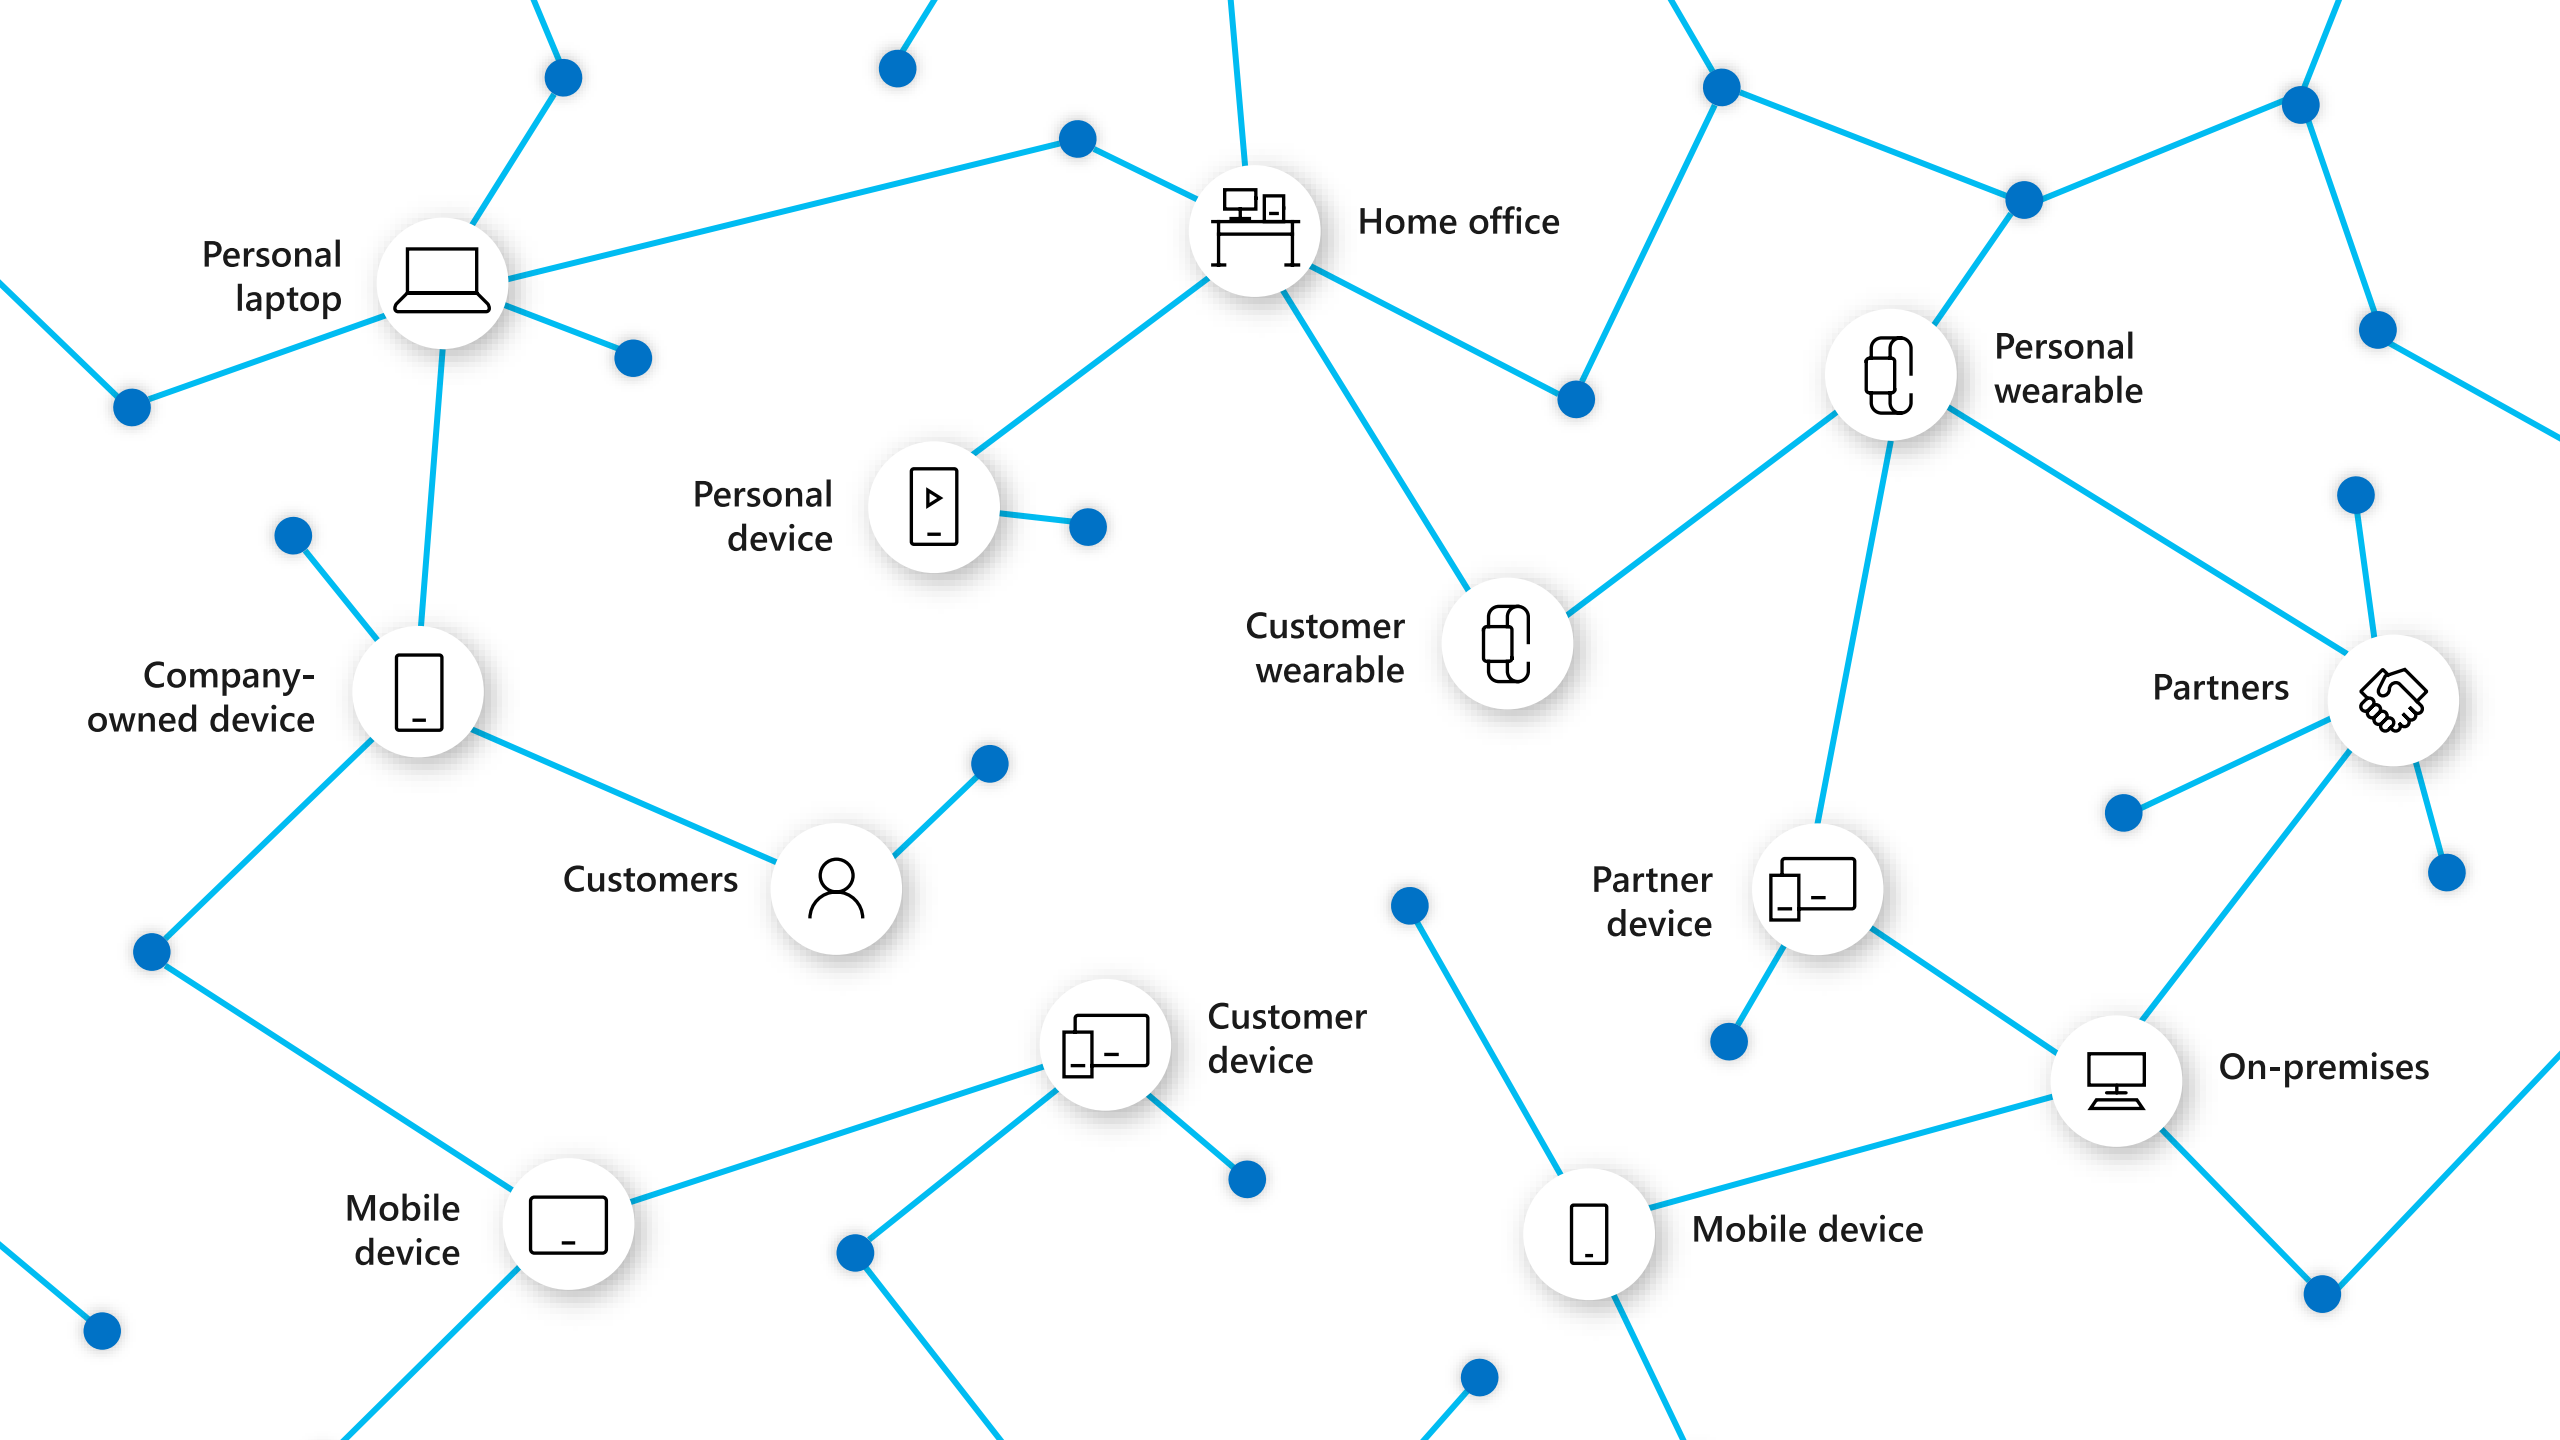 Home office
Personal
laptop
Personal
wearable
Personal
device
Customer
wearable
Company-
owned device
Partners
Customers
Partner
device
Customer
device
On-premises
Mobile
device
Mobile device